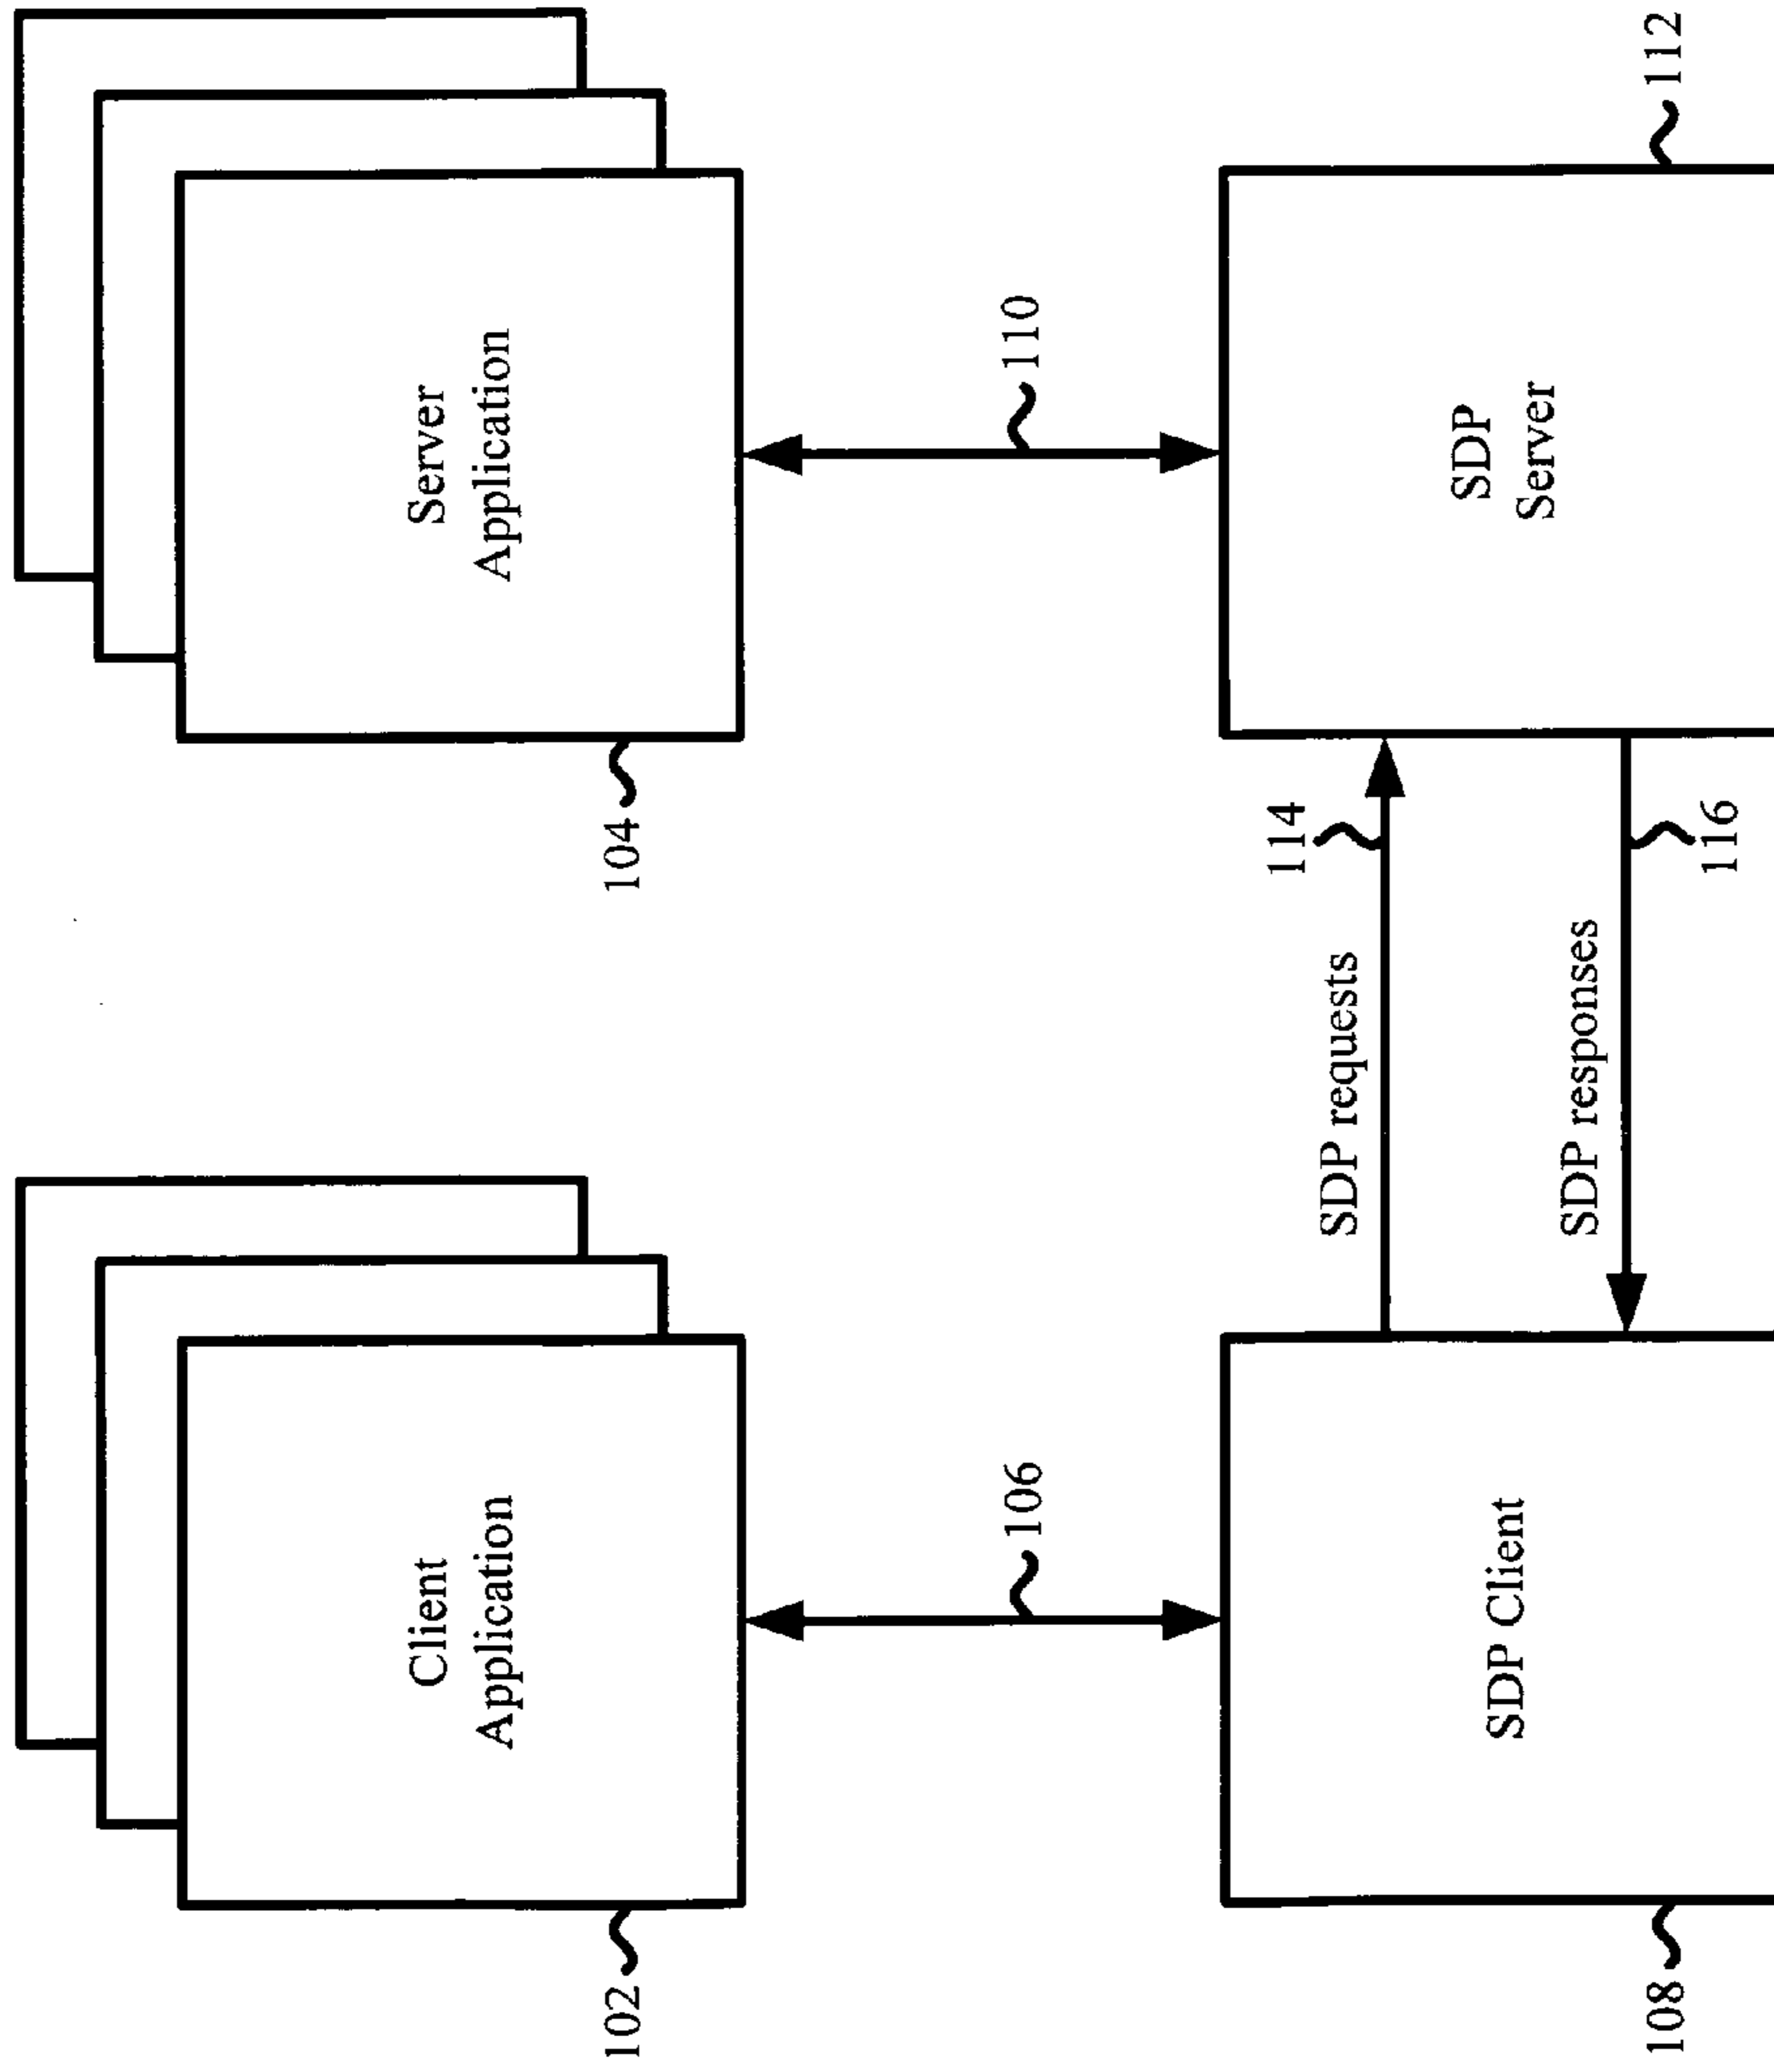 Client
Application
102
Server
Application
104
106
110
SDP Client
108
SDP requests
114
SDP responses
116
SDP
Server
112